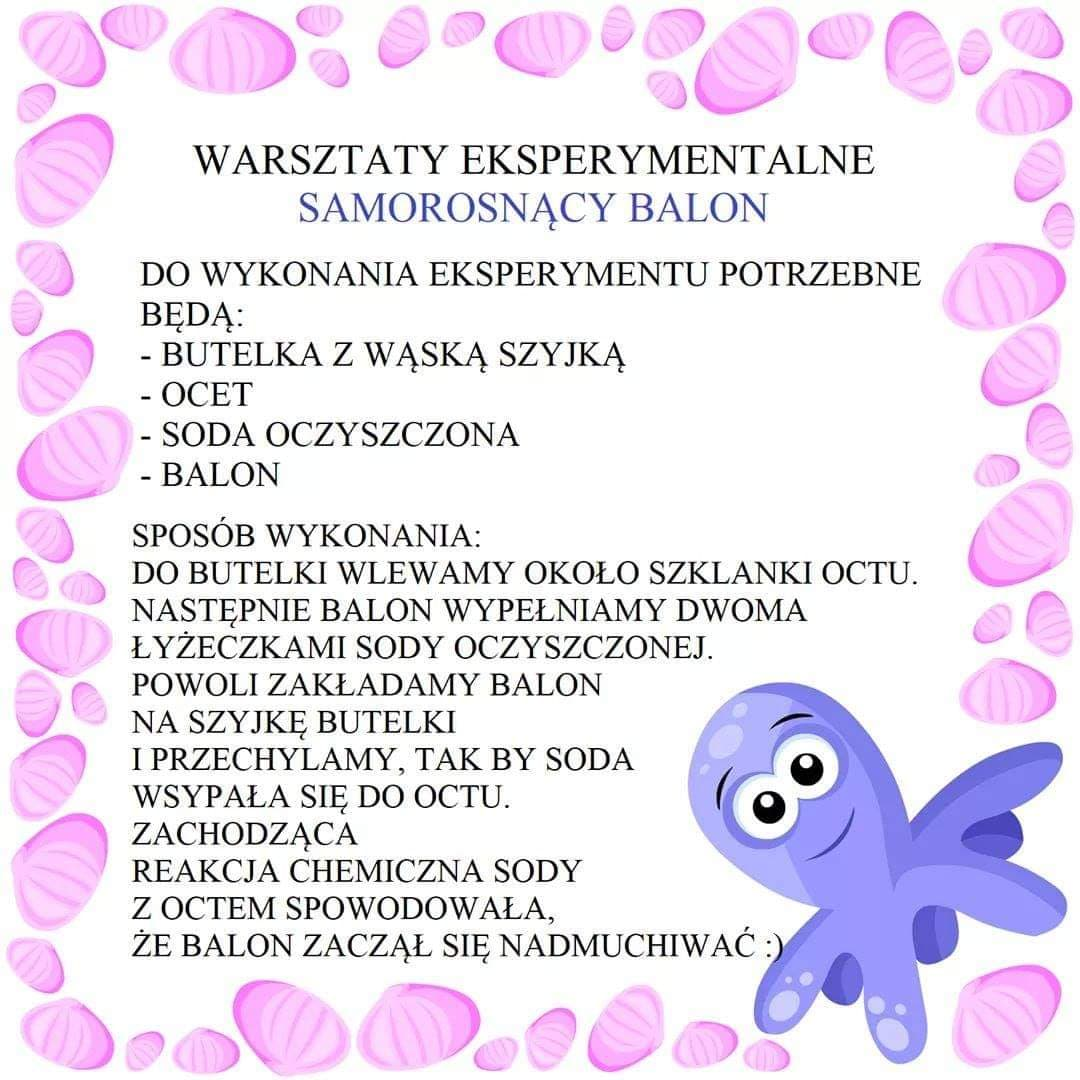 WARSZTATY EKSPERYMENTALNE
SAMOROSNĄCY BALON
DO WYKONANIA EKSPERYMENTU POTRZEBNE
BĘDĄ:
- BUTELKA Z WĄSKĄ SZYJKĄ
- OCET
- SODA OCZYSZCZONA
- BALON
SPOSÓB WYKONANIA:
DO BUTELKI WLEWAMY OKOŁO SZKLANKI OCTU.
NASTĘPNIE BALON WYPEŁNIAMY DWOMA
ŁYŻECZKAMI SODY OCZYSZCZONEJ.
POWOLI ZAKŁADAMY BALON
NA SZYJKĘ BUTELKI
I PRZECHYLAMY, TAK BY SODA
WSYPAŁA SIĘ DO OCTU.
ZACHODZĄCA
REAKCJA CHEMICZNA SODY
Z OCTEM SPOWODOWAŁA,
ŻE BALON ZACZĄŁ SIĘ NADMUCHIWAĆ :)